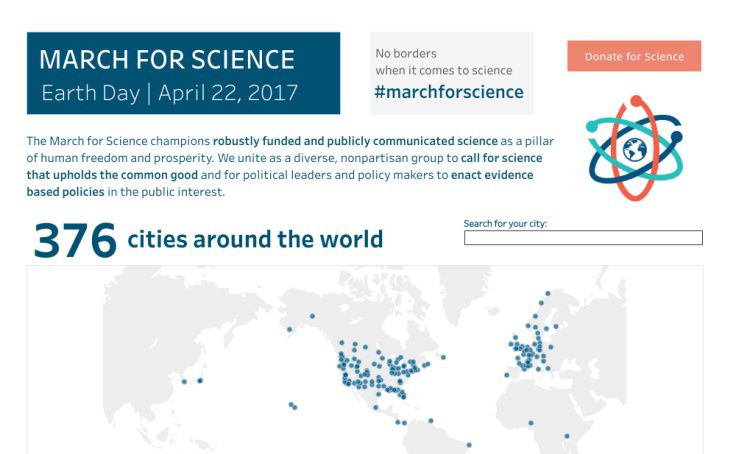 MARCH FOR SCIENCE
Earth Day | April 22, 2017
No borders
when it comes to science
#marchforscience
Donate for Science
The March for Science champions robustly funded and publicly communicated science as a pillar
of human freedom and prosperity. We unite as a diverse, nonpartisan group to call for science
that upholds the common good and for political leaders and policy makers to enact evidence
based policies in the public interest.
376 cities around the world
Search for your city: